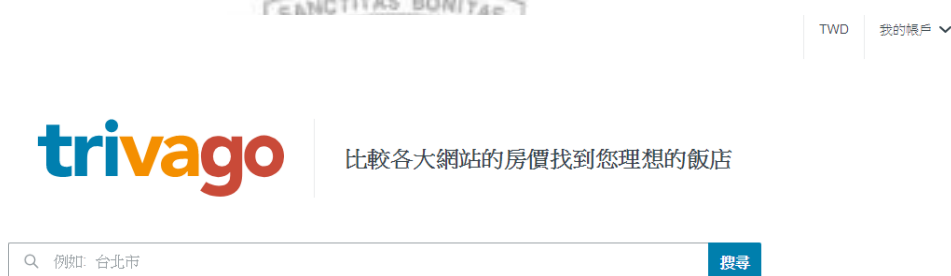 SANCTITAS BONITAS
TWD 我的帳戶
trivago
比較各大網站的房價找到您理想的飯店
例如: 台北市 搜尋